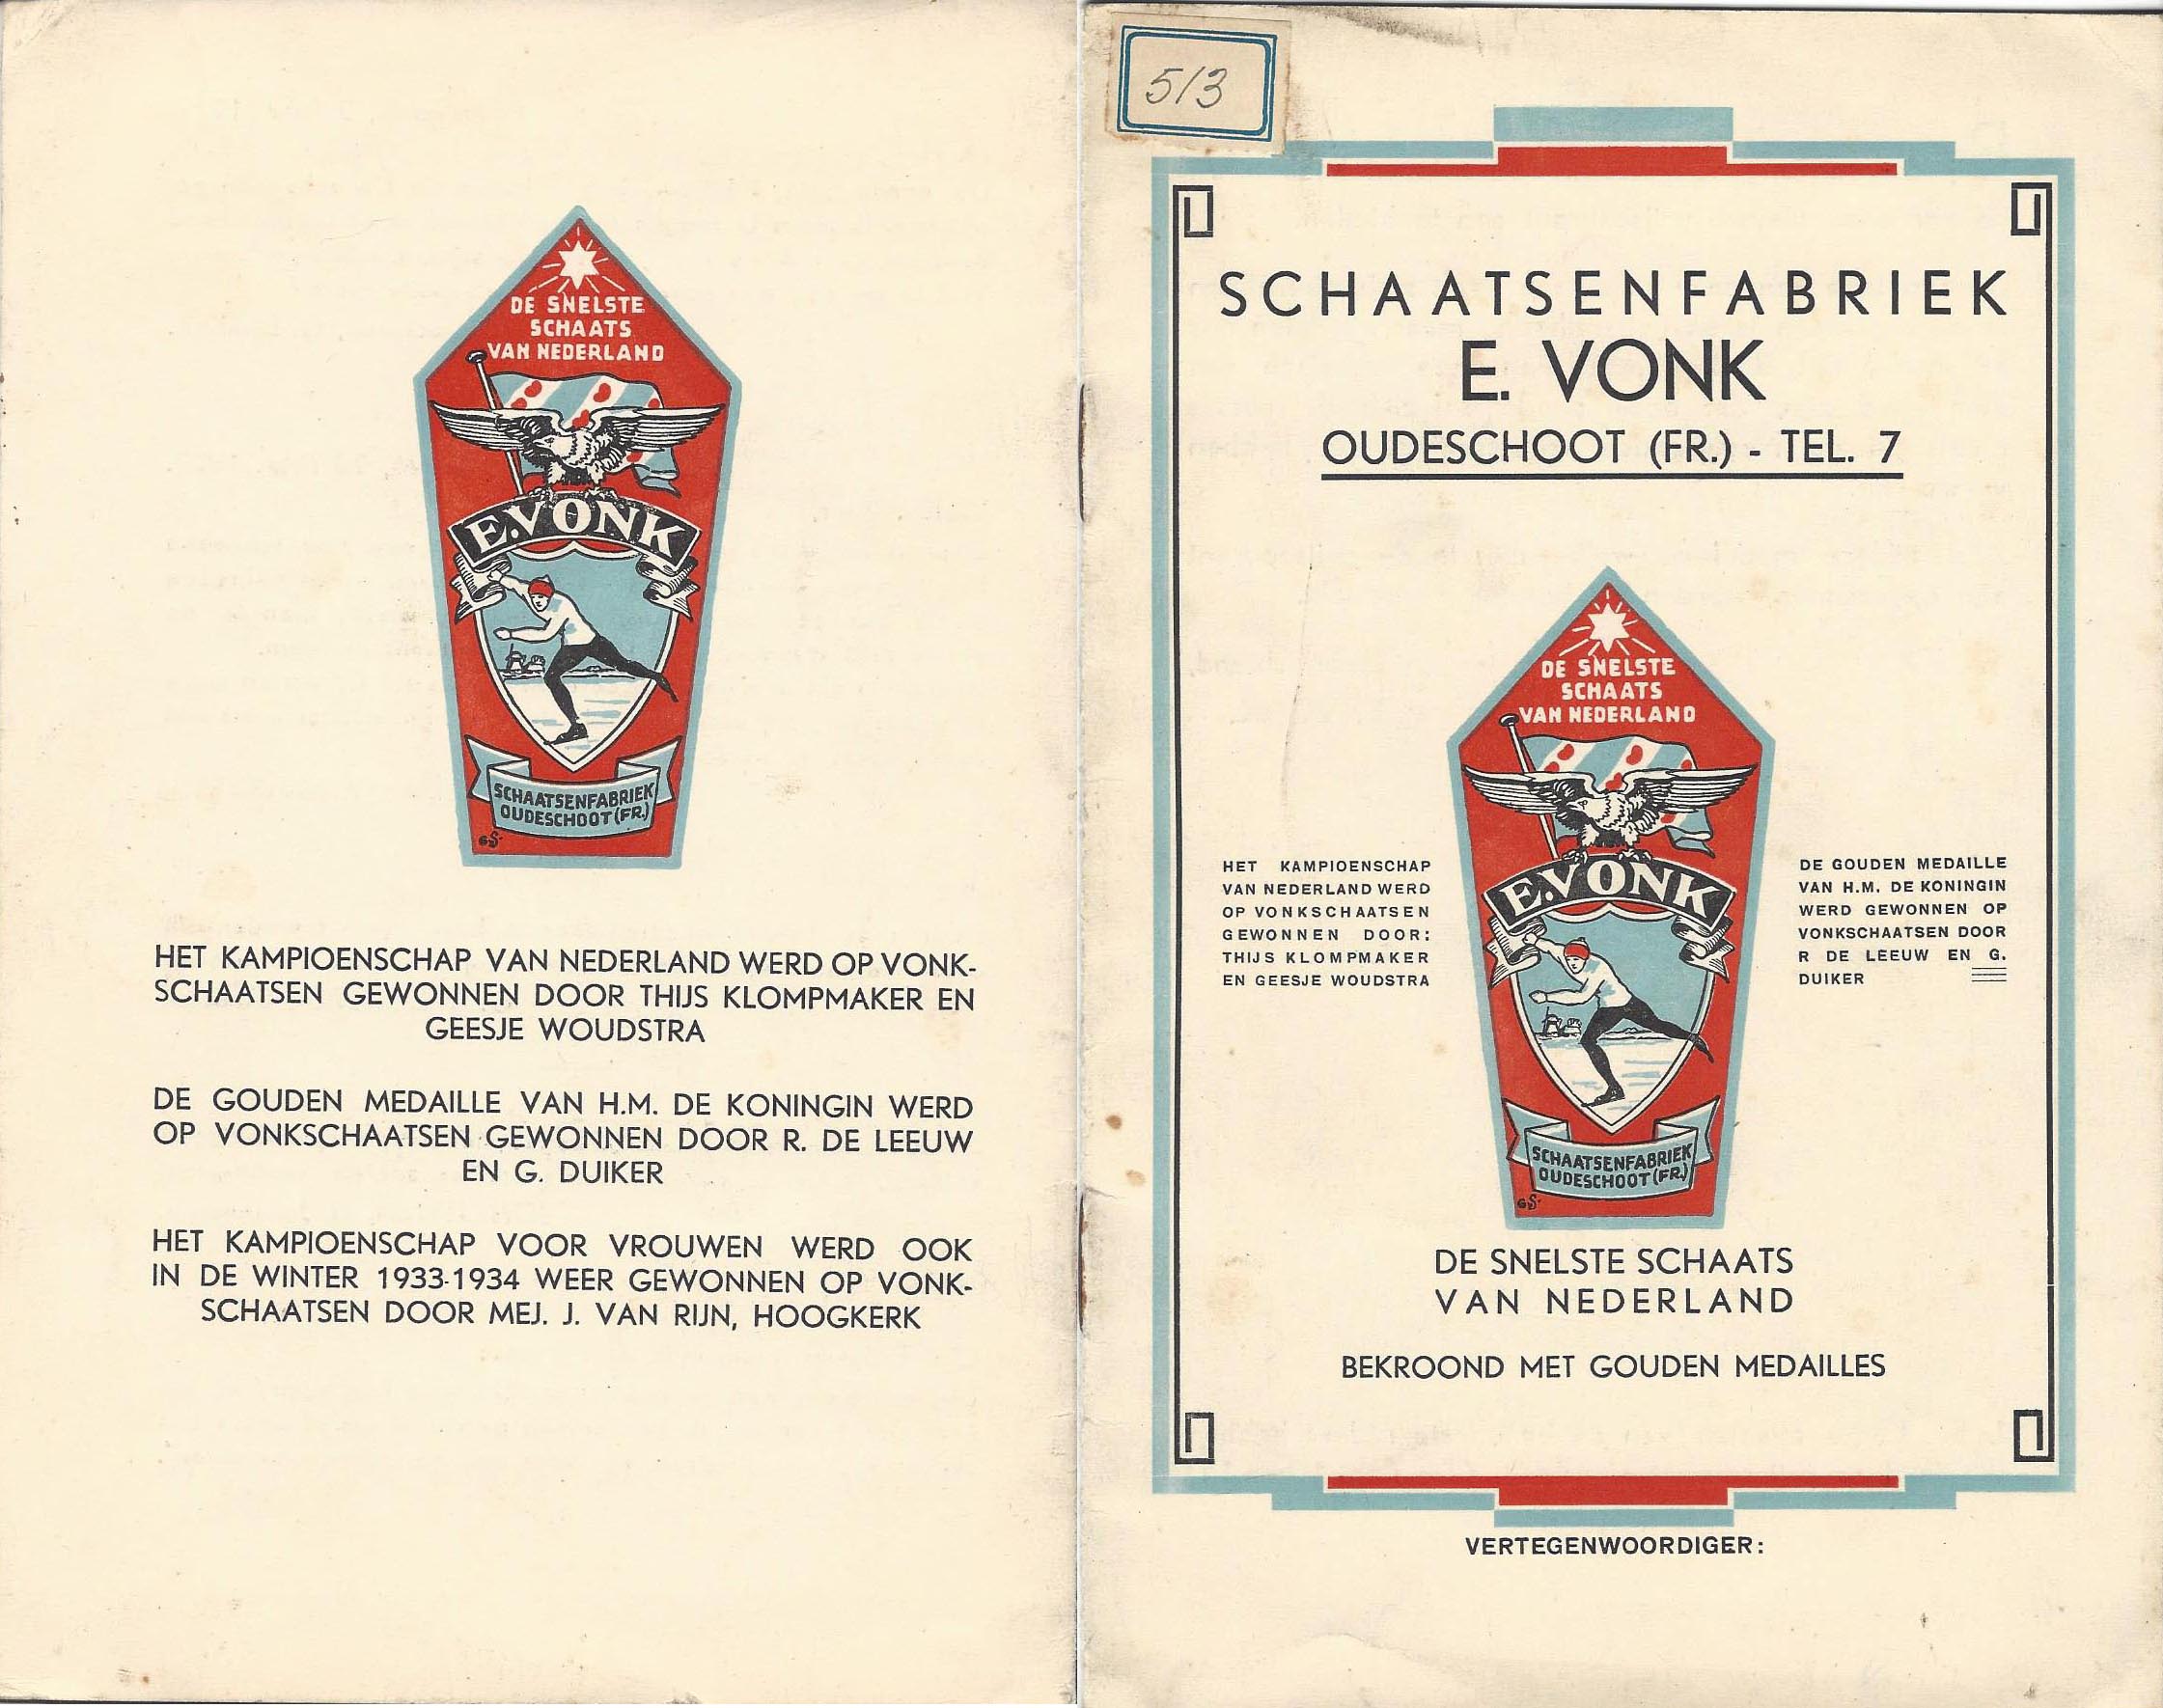 DE SNELSTE
SCHAATS
VAN NEDERLAND
E.VONK
SCHAATSENFABRIEK
OUDESCHOOT (FR.)
GS.
HET KAMPIOENSCHAP VAN NEDERLAND WERD OP VONK-
SCHAATSEN GEWONNEN DOOR THIJS KLOMPMAKER EN
GEESJE WOUDSTRA
DE GOUDEN MEDAILLE VAN H.M. DE KONINGIN WERD
OP VONKSCHAATSEN GEWONNEN DOOR R. DE LEEUW
EN G. DUIKER
HET KAMPIOENSCHAP VOOR VROUWEN WERD OOK
IN DE WINTER 1933-1934 WEER GEWONNEN OP VONK-
SCHAATSEN DOOR MEJ. J. VAN RIJN, HOOGKERK
513
SCHAATSENFABRIEK
E. VONK
OUDESCHOOT (FR.) - TEL. 7
HET KAMPIOENSCHAP
VAN NEDERLAND WERD
OP VONKSCHAATSEN
GEWONNEN DOOR:
THIJS KLOMPMAKER
EN GEESJE WOUDSTRA
DE SNELSTE
SCHAATS
VAN NEDERLAND
E.VONK
SCHAATSENFABRIEK
OUDESCHOOT (FR.)
GS.
DE GOUDEN MEDAILLE
VAN H.M. DE KONINGIN
WERD GEWONNEN OP
VONKSCHAATSEN DOOR
R DE LEEUW EN G.
DUIKER
DE SNELSTE SCHAATS
VAN NEDERLAND
BEKROOND MET GOUDEN MEDAILLES
VERTEGENWOORDIGER: